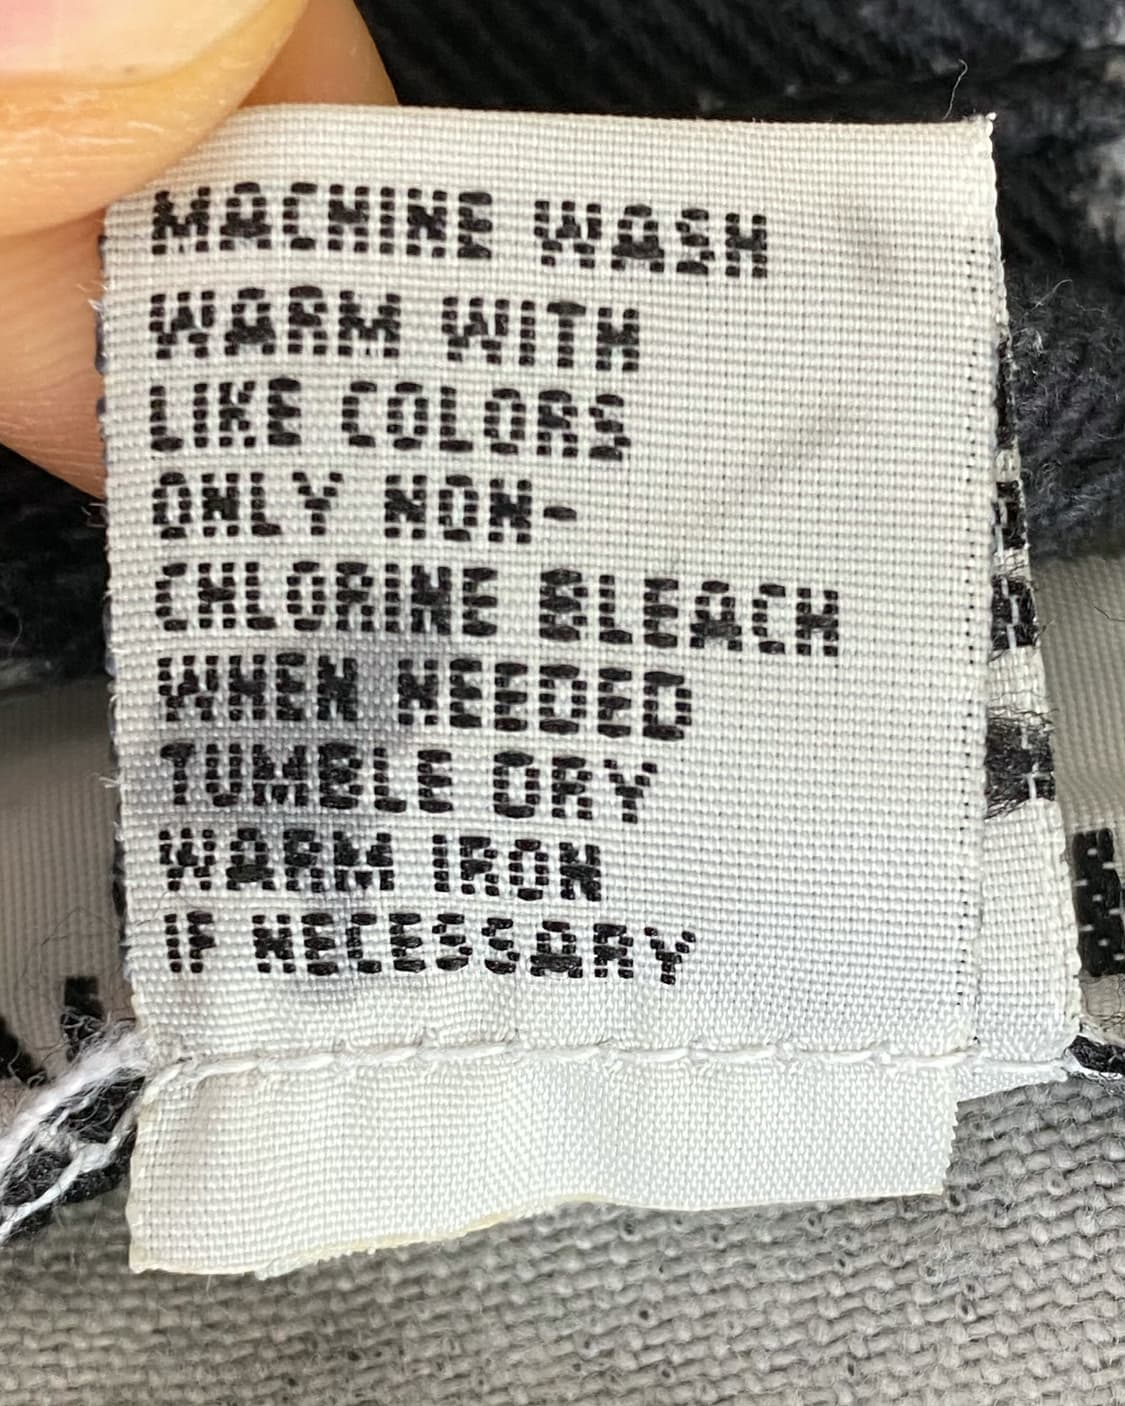 MACHINE WASH
WARM WITH
LIKE COLORS
ONLY NON-
CHLORINE BLEACH
WHEN NEEDED
TUMBLE DRY
WARM IRON
IF NECESSARY